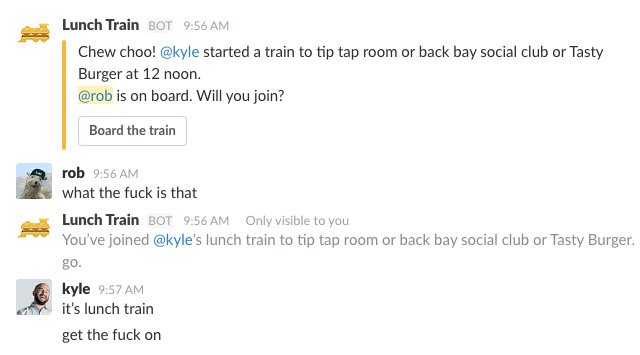 Lunch Train BOT 9:56 AM
Chew choo! @kyle started a train to tip tap room or back bay social club or Tasty
Burger at 12 noon.
@rob is on board. Will you join?
Board the train
rob 9:56 AM
what the fuck is that
Lunch Train BOT 9:56 AM Only visible to you
You've joined @kyle's lunch train to tip tap room or back bay social club or Tasty Burger.
go.
kyle 9:57 AM
it's lunch train
get the fuck on